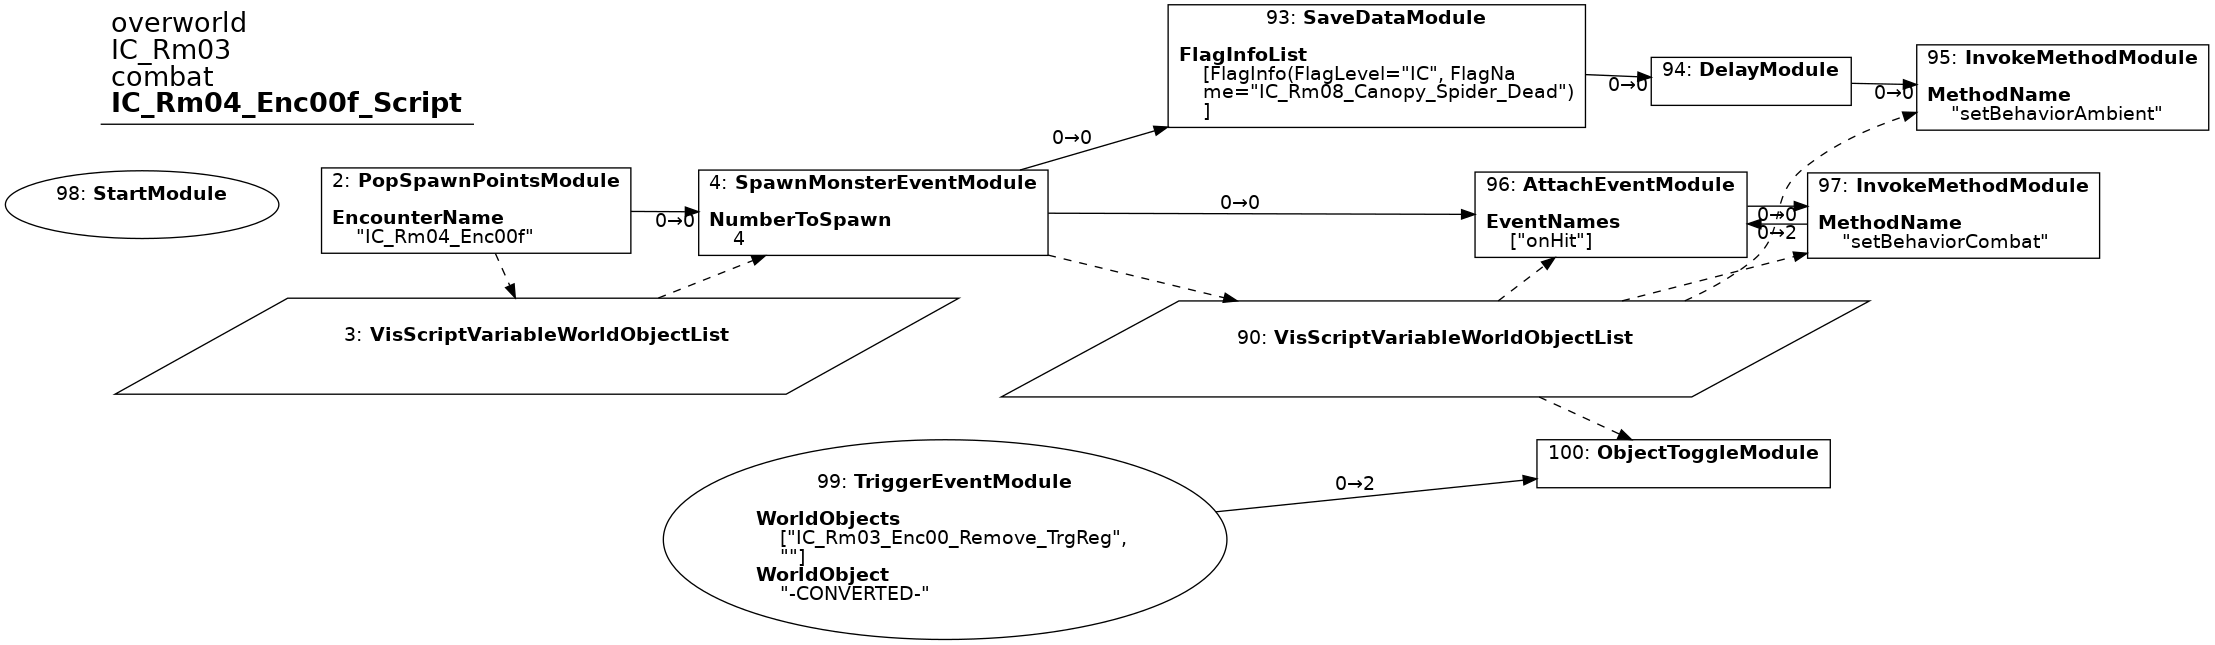 overworld
IC_Rm03
combat
IC_Rm04_Enc00f_Script
98: StartModule
2: PopSpawnPointsModule
EncounterName
"IC_Rm04_Enc00f"
0→0
4: SpawnMonsterEventModule
NumberToSpawn
4
0→0
93: SaveDataModule
FlagInfoList
[FlagInfo(FlagLevel="IC", FlagNa
me="IC_Rm08_Canopy_Spider_Dead")
]
0→0
94: DelayModule
0→0
95: InvokeMethodModule
MethodName
"setBehaviorAmbient"
0→0
96: AttachEventModule
EventNames
["onHit"]
0→0
0→2
97: InvokeMethodModule
MethodName
"setBehaviorCombat"
3: VisScriptVariableWorldObjectList
90: VisScriptVariableWorldObjectList
99: TriggerEventModule
WorldObjects
["IC_Rm03_Enc00_Remove_TrgReg",
""]
WorldObject
"-CONVERTED-"
0→2
100: ObjectToggleModule